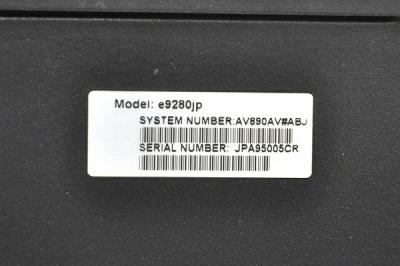 Model: e9280jp
SYSTEM NUMBER:AV890AV#ABJ
SERIAL NUMBER: JPA95005CR